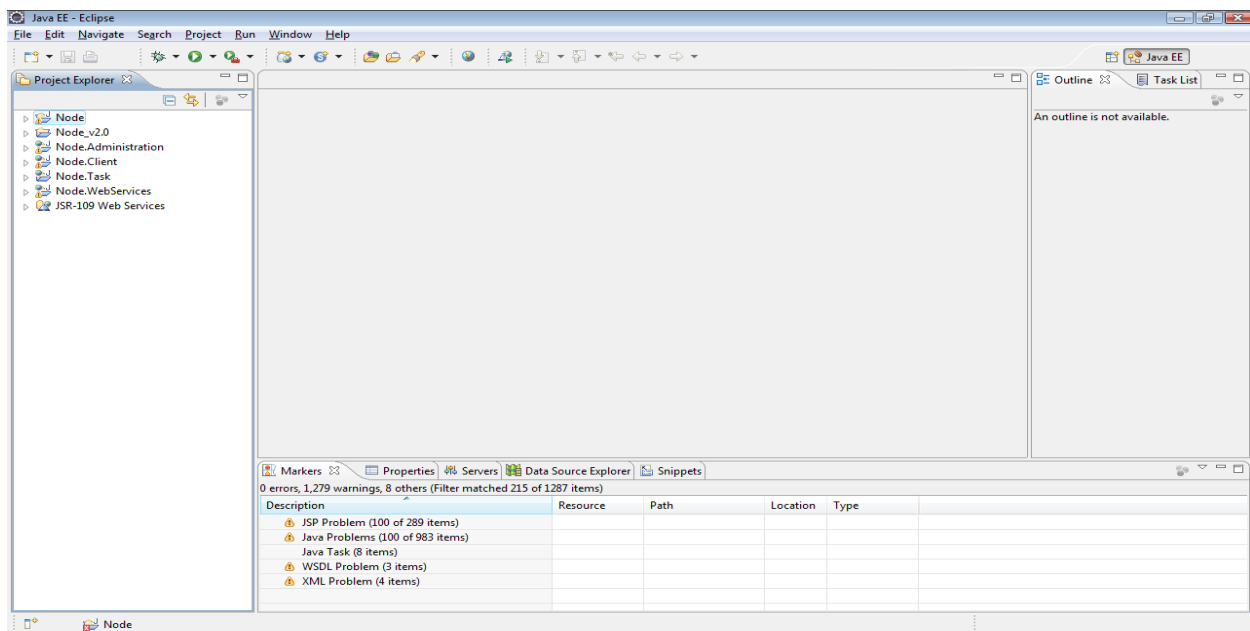 Java EE - Eclipse
File Edit Navigate Search Project Run Window Help
Java EE
Project Explorer
Outline Task List
Node
Node_v2.0
Node.Administration
Node.Client
Node.Task
Node.WebServices
JSR-109 Web Services
An outline is not available.
Markers Properties Servers Data Source Explorer Snippets
0 errors, 1,279 warnings, 8 others (Filter matched 215 of 1287 items)
Description Resource Path Location Type
JSP Problem (100 of 289 items)
Java Problems (100 of 983 items)
Java Task (8 items)
WSDL Problem (3 items)
XML Problem (4 items)
Node